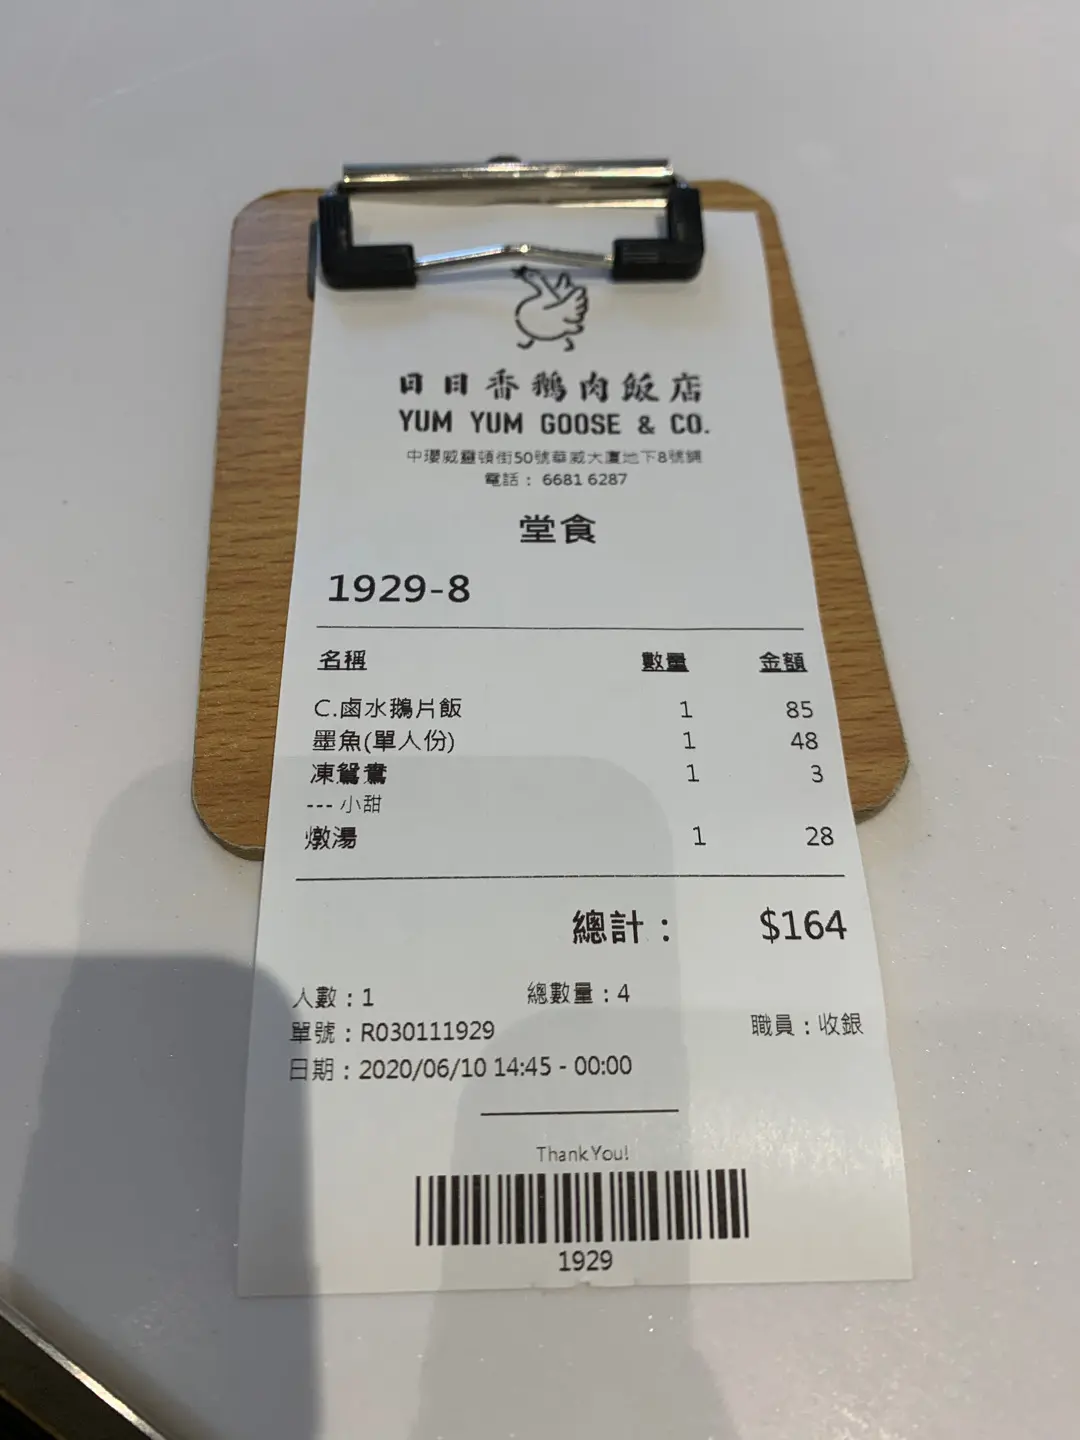 日日香鵝肉飯店
YUM YUM GOOSE & CO.
中環威靈頓街50號華威大廈地下8號舖
電話： 6681 6287
堂食
1929-8
名稱 數量 金額
C.鹵水鵝片飯 1 85
墨魚(單人份) 1 48
凍鴛鴦 1 3
--- 小甜
燉湯 1 28
總計： $164
人數：1 總數量：4
單號：R030111929 職員：收銀
日期：2020/06/10 14:45 - 00:00
Thank You!
1929